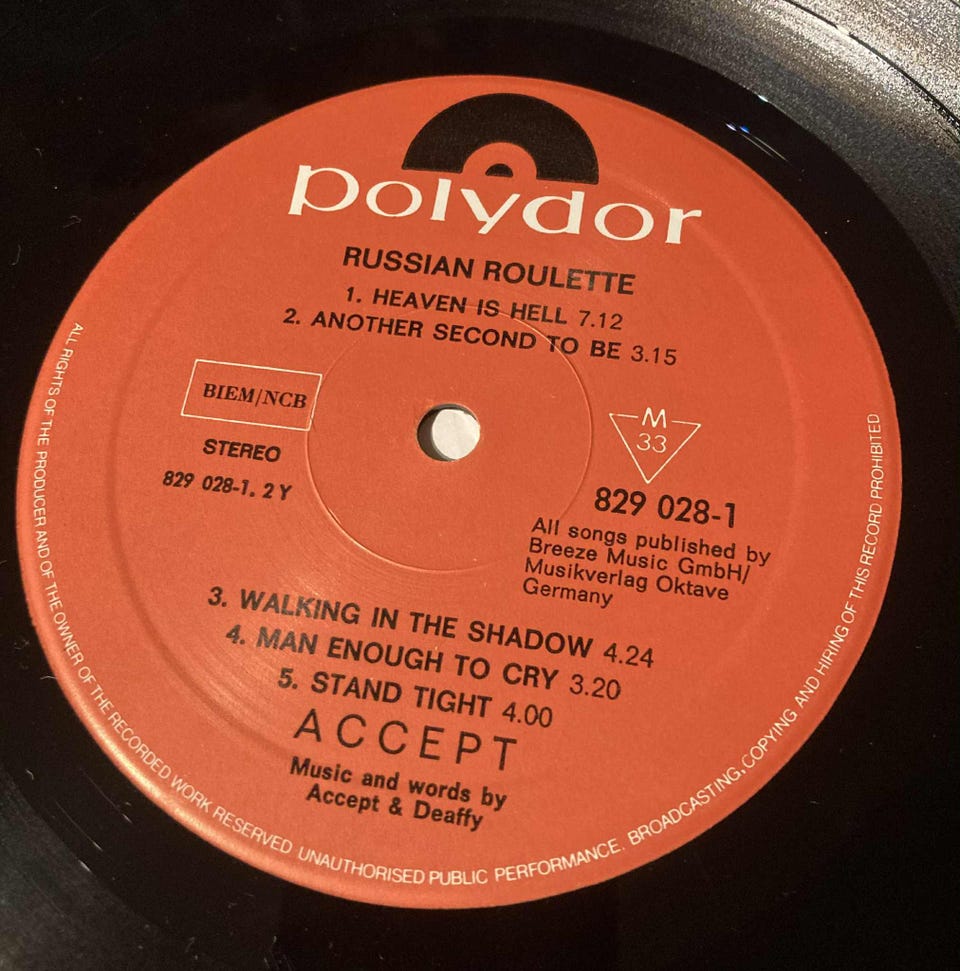 polydor
RUSSIAN ROULETTE
1. HEAVEN IS HELL 7.12
2. ANOTHER SECOND TO BE 3.15
BIEM/NCB
STEREO
829 028-1. 2 Y
M
33
829 028-1
All songs published by
Breeze Music GmbH/
Musikverlag Oktave
Germany
3. WALKING IN THE SHADOW 4.24
4. MAN ENOUGH TO CRY 3.20
5. STAND TIGHT 4.00
ACCEPT
Music and words by
Accept & Deaffy
ALL RIGHTS OF THE PRODUCER AND OF THE OWNER OF THE RECORDED WORK RESERVED UNAUTHORISED PUBLIC PERFORMANCE. BROADCASTING, COPYING AND HIRING OF THIS RECORD PROHIBITED